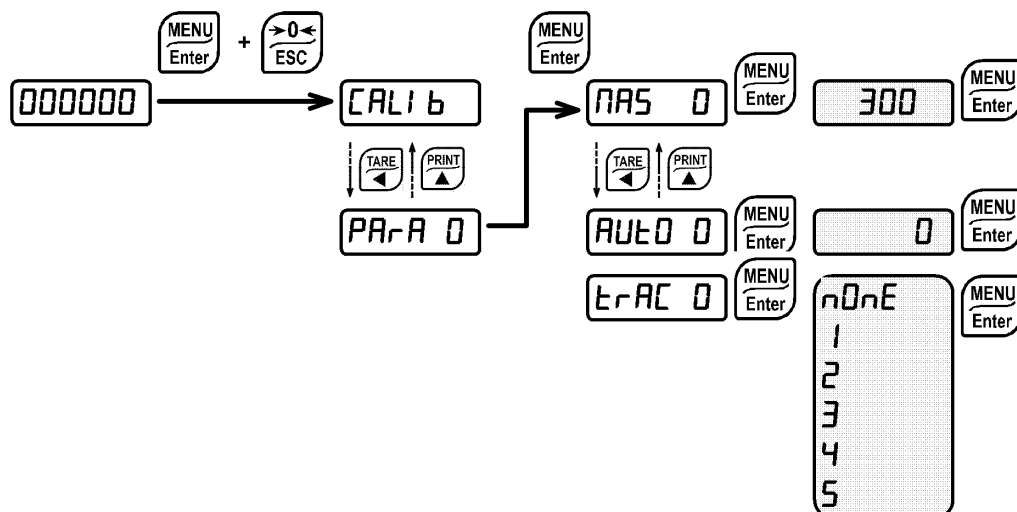 MENU Enter + →0← ESC MENU Enter
000000 CALIb NAS 0 MENU Enter 300 MENU Enter
TARE ◄ PRINT ▲ TARE ◄ PRINT ▲
PArA 0 AUtO 0 MENU Enter 0 MENU Enter
trAC 0 MENU Enter nOnE MENU Enter
1
2
3
4
5